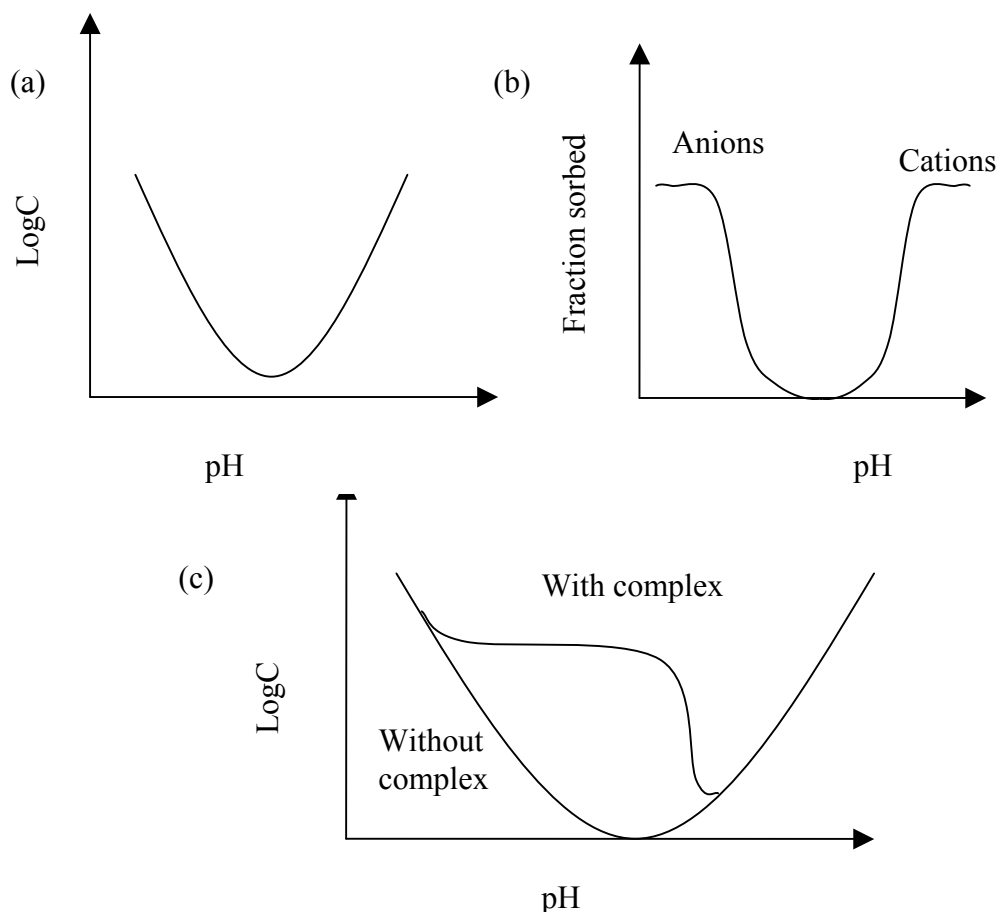 (a)
LogC
pH
(b)
Fraction sorbed
Anions
Cations
pH
(c)
LogC
With complex
Without
complex
pH